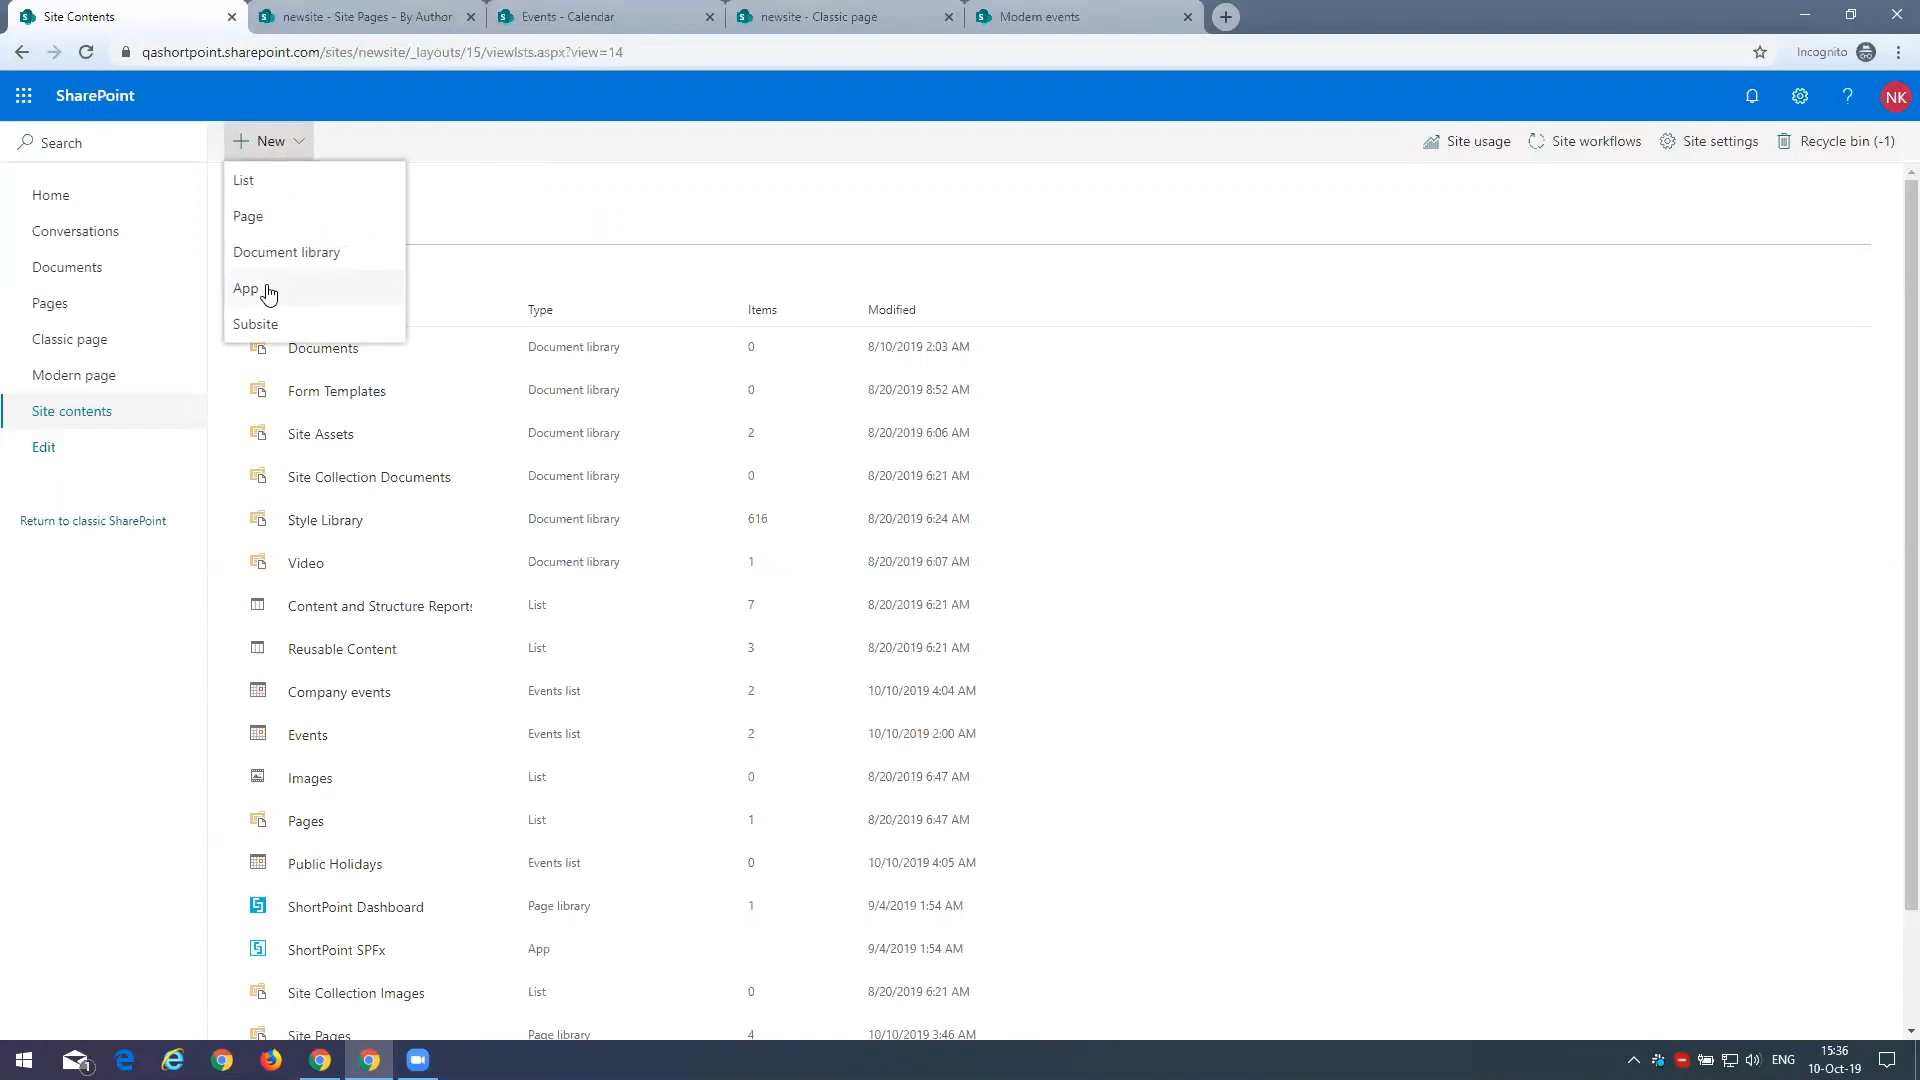 Site Contents
newsite - Site Pages - By Author
Events - Calendar
newsite - Classic page
Modern events
qashortpoint.sharepoint.com/sites/newsite/_layouts/15/viewlsts.aspx?view=14
Incognito
SharePoint
?
NK
Search
New
Site usage
Site workflows
Site settings
Recycle bin (-1)
Home
Conversations
Documents
Pages
Classic page
Modern page
Site contents
Edit
Return to classic SharePoint
List
Page
Document library
App
Subsite
Type Items Modified
Documents Document library 0 8/10/2019 2:03 AM
Form Templates Document library 0 8/20/2019 8:52 AM
Site Assets Document library 2 8/20/2019 6:06 AM
Site Collection Documents Document library 0 8/20/2019 6:21 AM
Style Library Document library 616 8/20/2019 6:24 AM
Video Document library 1 8/20/2019 6:07 AM
Content and Structure Reports List 7 8/20/2019 6:21 AM
Reusable Content List 3 8/20/2019 6:21 AM
Company events Events list 2 10/10/2019 4:04 AM
Events Events list 2 10/10/2019 2:00 AM
Images List 0 8/20/2019 6:47 AM
Pages List 1 8/20/2019 6:47 AM
Public Holidays Events list 0 10/10/2019 4:05 AM
ShortPoint Dashboard Page library 1 9/4/2019 1:54 AM
ShortPoint SPFx App 9/4/2019 1:54 AM
Site Collection Images List 0 8/20/2019 6:21 AM
Site Pages Page library 4 10/10/2019 3:46 AM
1
ENG
15:36
10-Oct-19